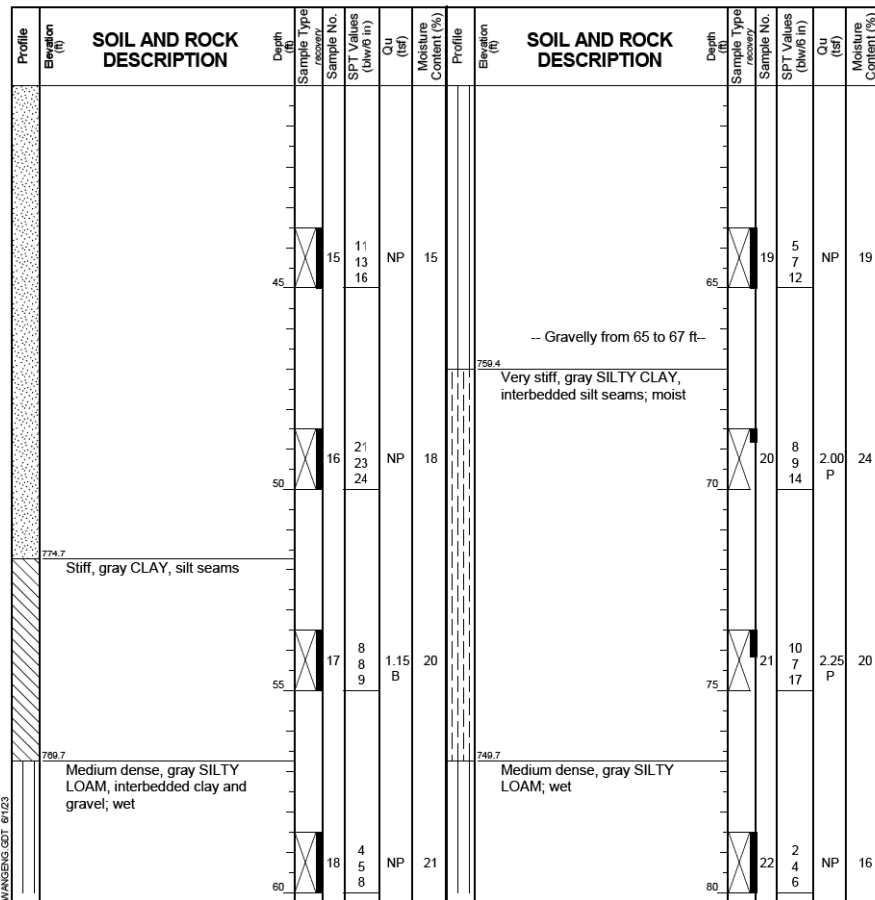 Profile
Elevation
(ft)
SOIL AND ROCK
DESCRIPTION
Depth
(ft)
Sample Type
recovery
Sample No.
SPT Values
(blw/6 in)
Qu
(tsf)
Moisture
Content (%)
15
11
13
16
NP
15
45
16
21
23
24
NP
18
50
774.7
Stiff, gray CLAY, silt seams
17
8
8
9
1.15
B
20
55
769.7
Medium dense, gray SILTY
LOAM, interbedded clay and
gravel; wet
18
4
5
8
NP
21
60
WANGENG.GDT 6/1/23
Profile
Elevation
(ft)
SOIL AND ROCK
DESCRIPTION
Depth
(ft)
Sample Type
recovery
Sample No.
SPT Values
(blw/6 in)
Qu
(tsf)
Moisture
Content (%)
19
5
7
12
NP
19
65
-- Gravelly from 65 to 67 ft--
759.4
Very stiff, gray SILTY CLAY,
interbedded silt seams; moist
20
8
9
14
2.00
P
24
70
21
10
7
17
2.25
P
20
75
749.7
Medium dense, gray SILTY
LOAM; wet
22
2
4
6
NP
16
80